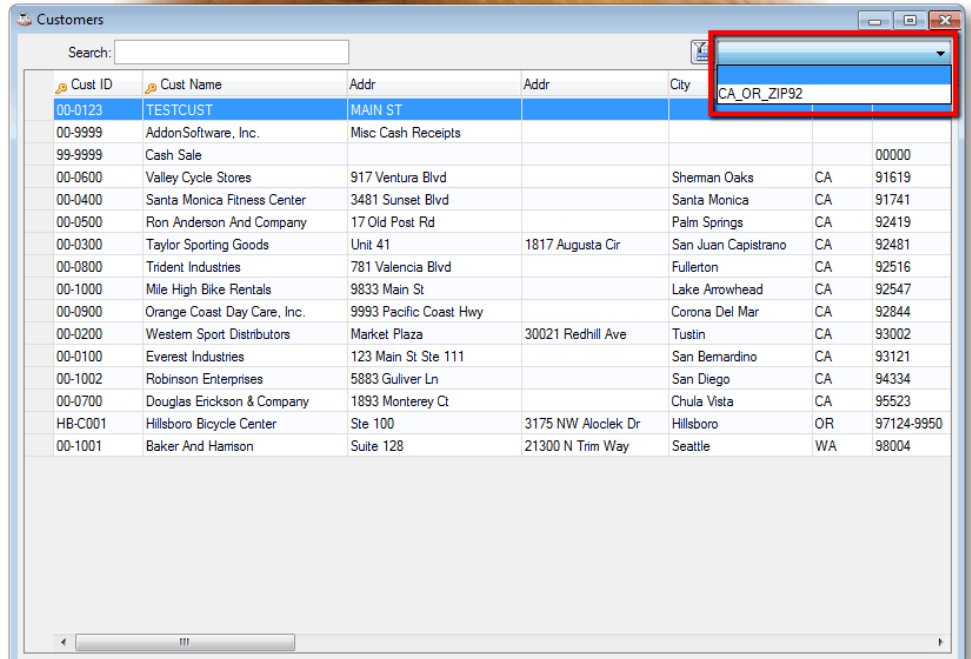 Customers
Search:
CA_OR_ZIP92
Cust ID Cust Name Addr Addr City
00-0123 TESTCUST MAIN ST
00-9999 AddonSoftware, Inc. Misc Cash Receipts
99-9999 Cash Sale 00000
00-0600 Valley Cycle Stores 917 Ventura Blvd Sherman Oaks CA 91619
00-0400 Santa Monica Fitness Center 3481 Sunset Blvd Santa Monica CA 91741
00-0500 Ron Anderson And Company 17 Old Post Rd Palm Springs CA 92419
00-0300 Taylor Sporting Goods Unit 41 1817 Augusta Cir San Juan Capistrano CA 92481
00-0800 Trident Industries 781 Valencia Blvd Fullerton CA 92516
00-1000 Mile High Bike Rentals 9833 Main St Lake Arrowhead CA 92547
00-0900 Orange Coast Day Care, Inc. 9993 Pacific Coast Hwy Corona Del Mar CA 92844
00-0200 Western Sport Distributors Market Plaza 30021 Redhill Ave Tustin CA 93002
00-0100 Everest Industries 123 Main St Ste 111 San Bernardino CA 93121
00-1002 Robinson Enterprises 5883 Guliver Ln San Diego CA 94334
00-0700 Douglas Erickson & Company 1893 Monterey Ct Chula Vista CA 95523
HB-C001 Hillsboro Bicycle Center Ste 100 3175 NW Aloclek Dr Hillsboro OR 97124-9950
00-1001 Baker And Harrison Suite 128 21300 N Trim Way Seattle WA 98004